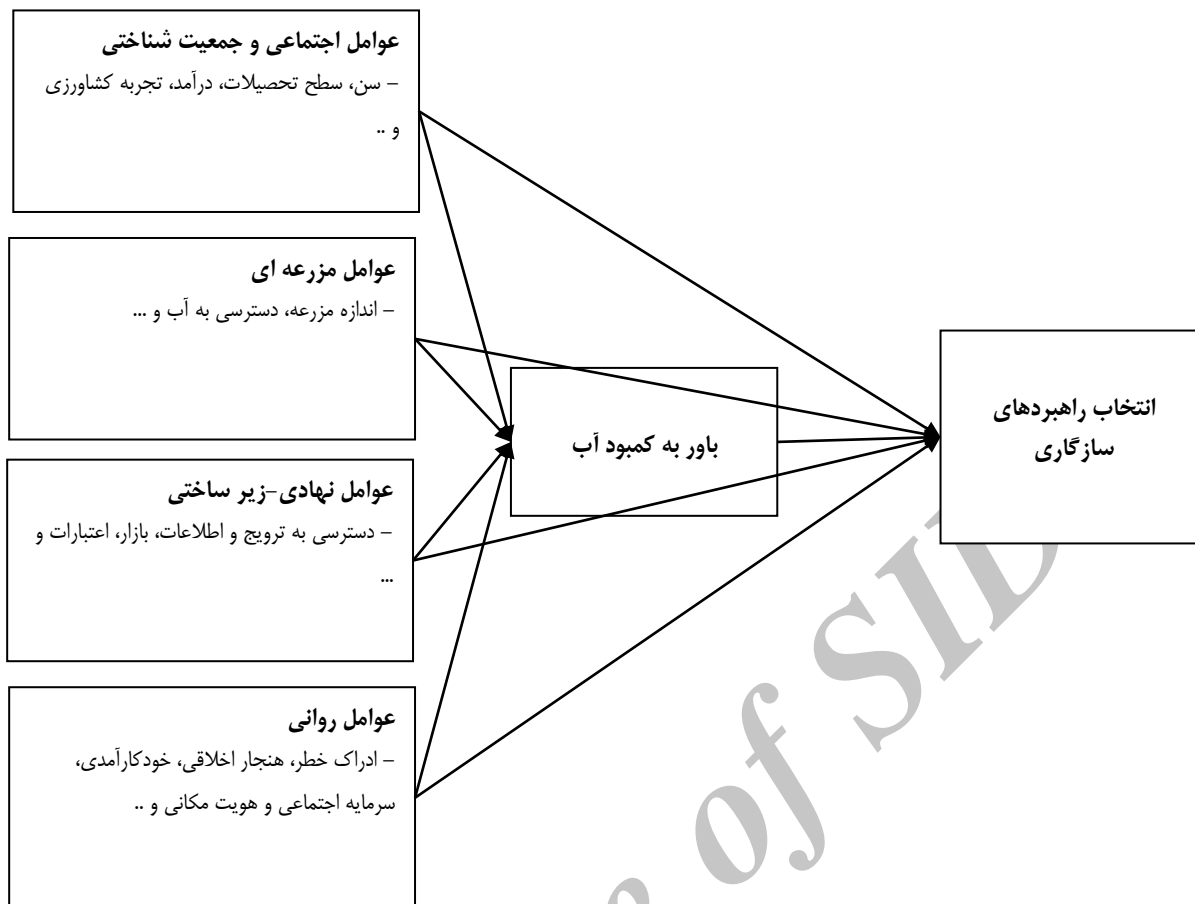 عوامل اجتماعی و جمعیت شناختی
– سن، سطح تحصیلات، درآمد، تجربه کشاورزی
و ..
عوامل مزرعه ای
– اندازه مزرعه، دسترسی به آب و ...
عوامل نهادی-زیر ساختی
– دسترسی به ترویج و اطلاعات، بازار، اعتبارات و
...
عوامل روانی
– ادراک خطر، هنجار اخلاقی، خودکارآمدی،
سرمایه اجتماعی و هویت مکانی و ..
باور به کمبود آب
انتخاب راهبردهای
سازگاری
of SID